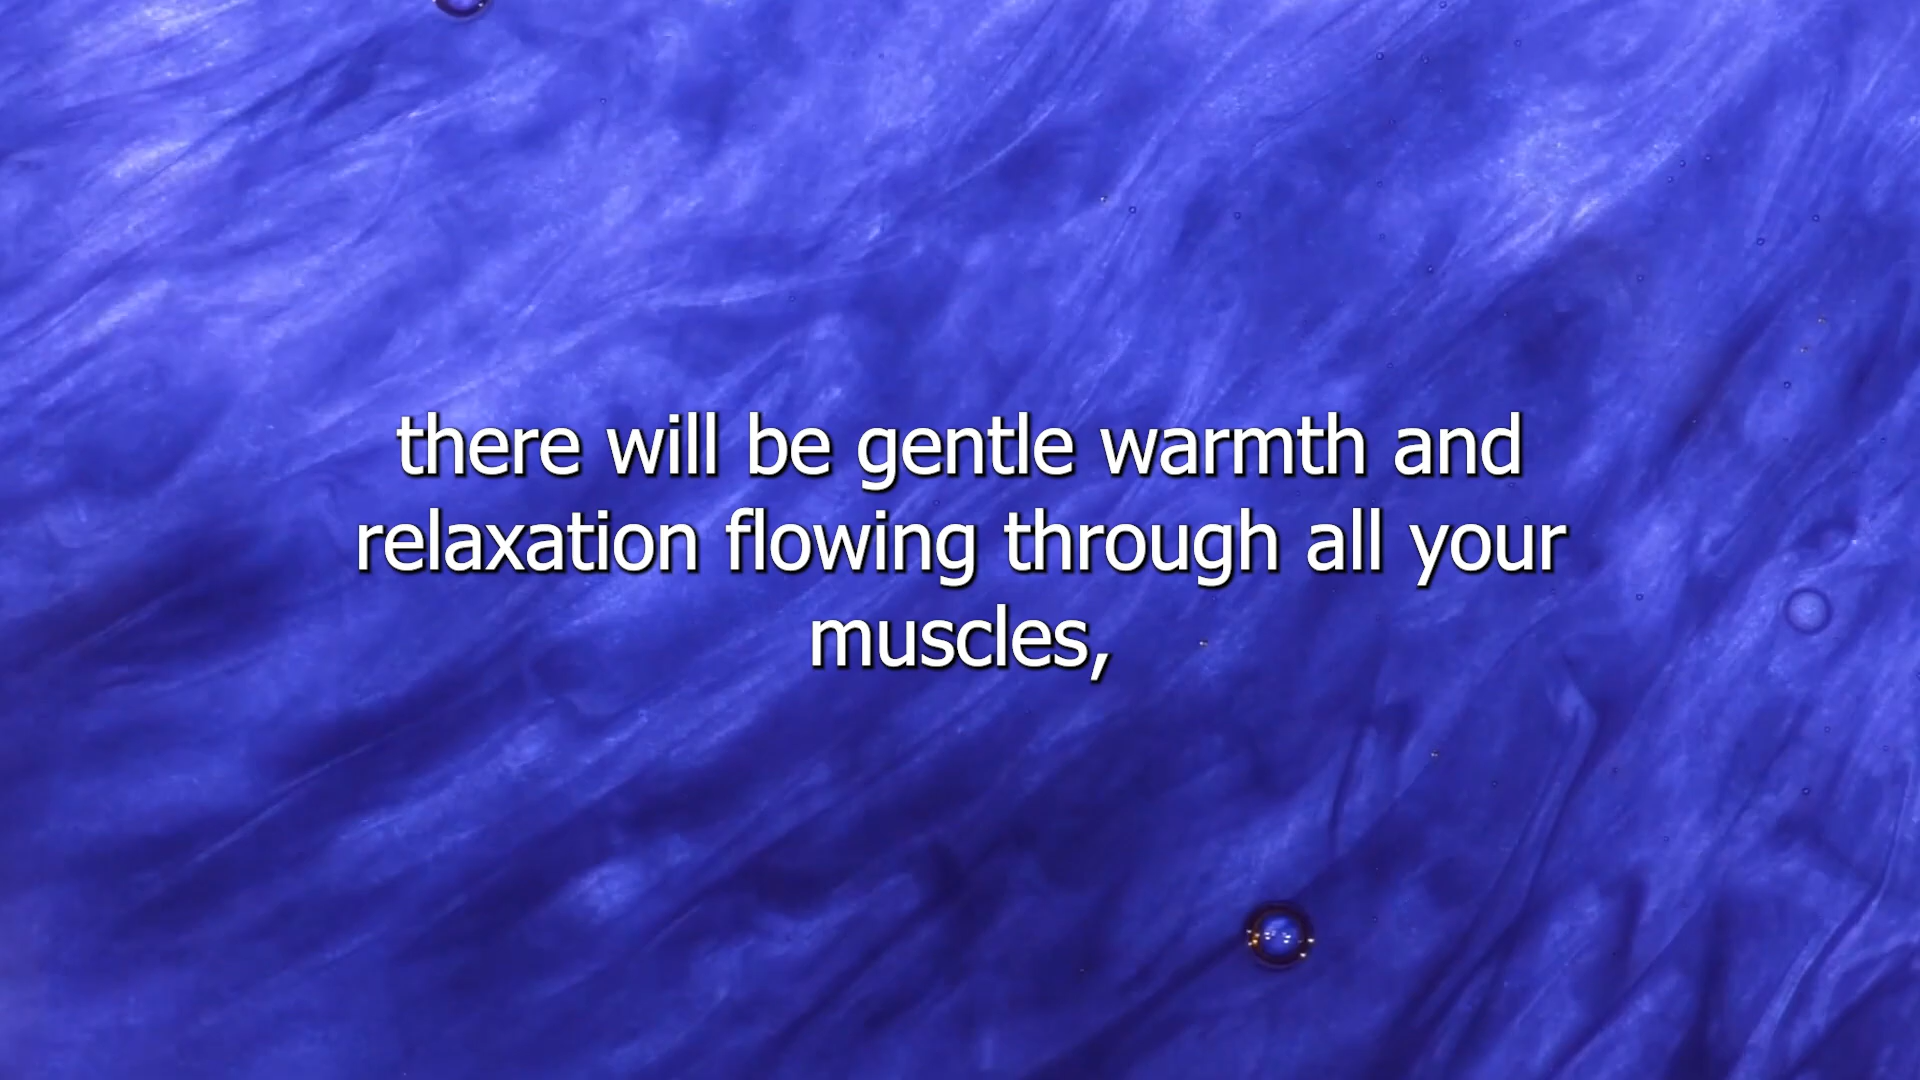 there will be gentle warmth and
relaxation flowing through all your
muscles,